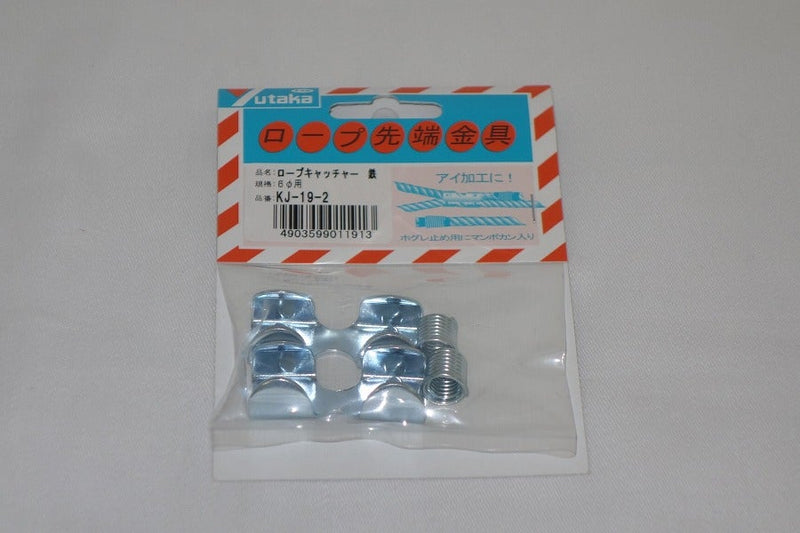 Yutaka
ロープ先端金具
品名:ロープキャッチャー 鉄
規格:6φ用
品番:KJ-19-2
4903599011913
アイ加工に!
ホグレ止め用にマンボカン入り